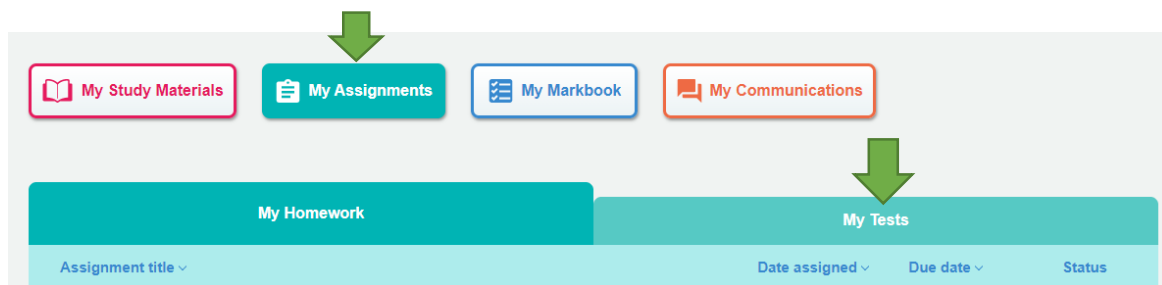 My Study Materials My Assignments My Markbook My Communications
My Homework My Tests
Assignment title Date assigned Due date Status